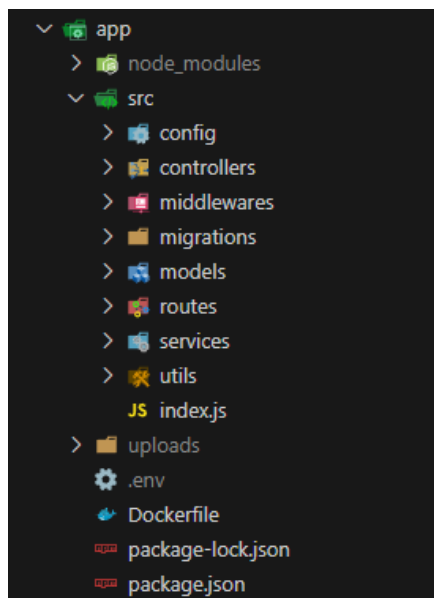 app
node_modules
src
config
controllers
middlewares
migrations
models
routes
services
utils
JS index.js
uploads
.env
Dockerfile
package-lock.json
package.json